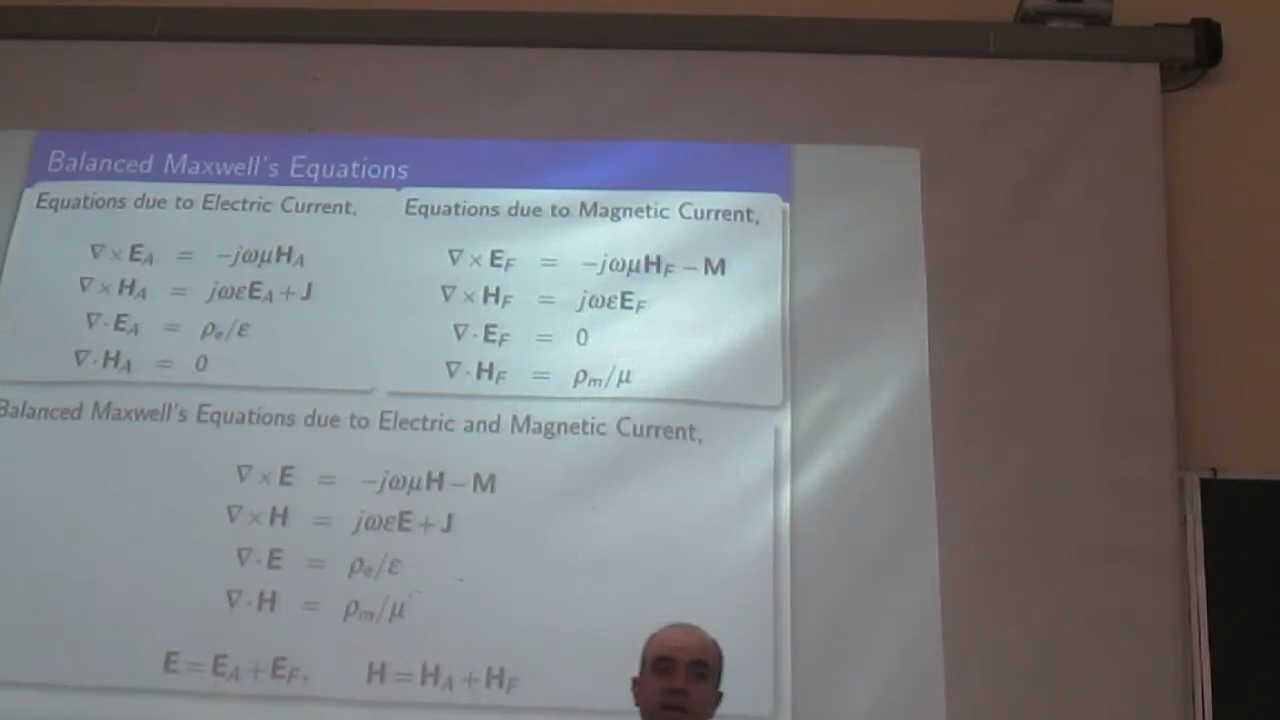 Balanced Maxwell's Equations
Equations due to Electric Current,
∇ × E_A = -jωμH_A
∇ × H_A = jωεE_A + J
∇ · E_A = ρ_e/ε
∇ · H_A = 0
Equations due to Magnetic Current,
∇ × E_F = -jωμH_F - M
∇ × H_F = jωεE_F
∇ · E_F = 0
∇ · H_F = ρ_m/μ
Balanced Maxwell's Equations due to Electric and Magnetic Current,
∇ × E = -jωμH - M
∇ × H = jωεE + J
∇ · E = ρ_e/ε
∇ · H = ρ_m/μ
E = E_A + E_F, H = H_A + H_F